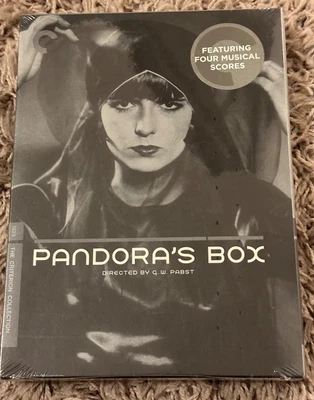 FEATURING
FOUR MUSICAL
SCORES
PANDORA'S BOX
DIRECTED BY G. W. PABST
THE CRITERION COLLECTION